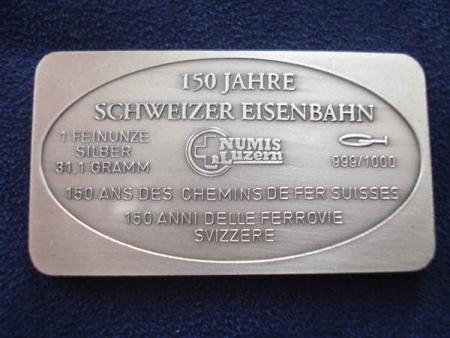 150 JAHRE
SCHWEIZER EISENBAHN
1 FEINUNZE
SILBER
31,1 GRAMM
NUMIS
Luzern
999/1000
150 ANS DES CHEMINS DE FER SUISSES
150 ANNI DELLE FERROVIE
SVIZZERE